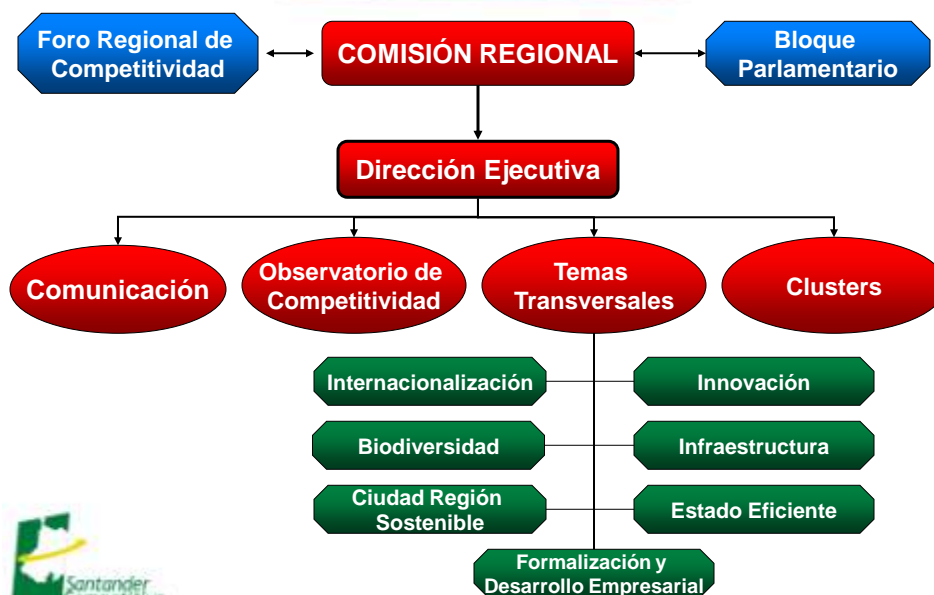 Foro Regional de
Competitividad
COMISIÓN REGIONAL
Bloque
Parlamentario
Dirección Ejecutiva
Comunicación
Observatorio de
Competitividad
Temas
Transversales
Clusters
Internacionalización
Innovación
Biodiversidad
Infraestructura
Ciudad Región
Sostenible
Estado Eficiente
Formalización y
Desarrollo Empresarial
Santander